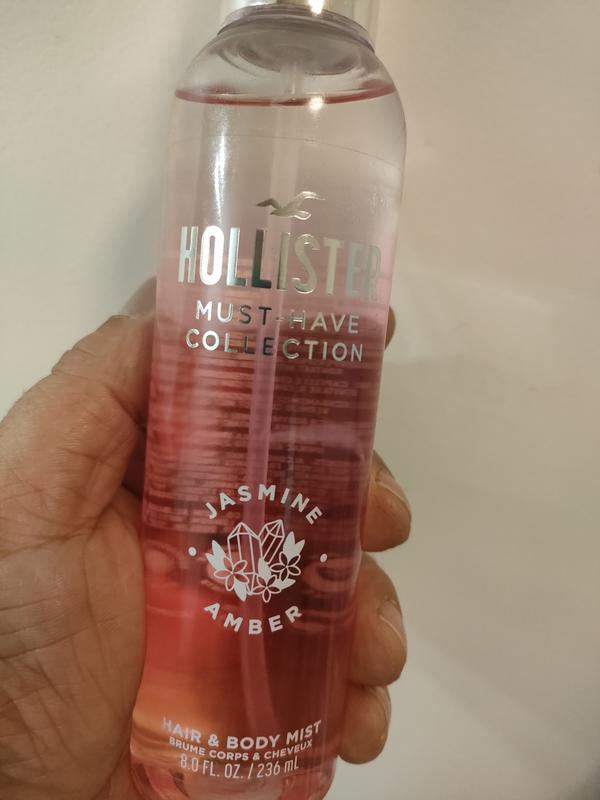 HOLLISTER
MUST-HAVE
COLLECTION
JASMINE
AMBER
HAIR & BODY MIST
BRUME CORPS & CHEVEUX
8.0 FL. OZ. / 236 mL